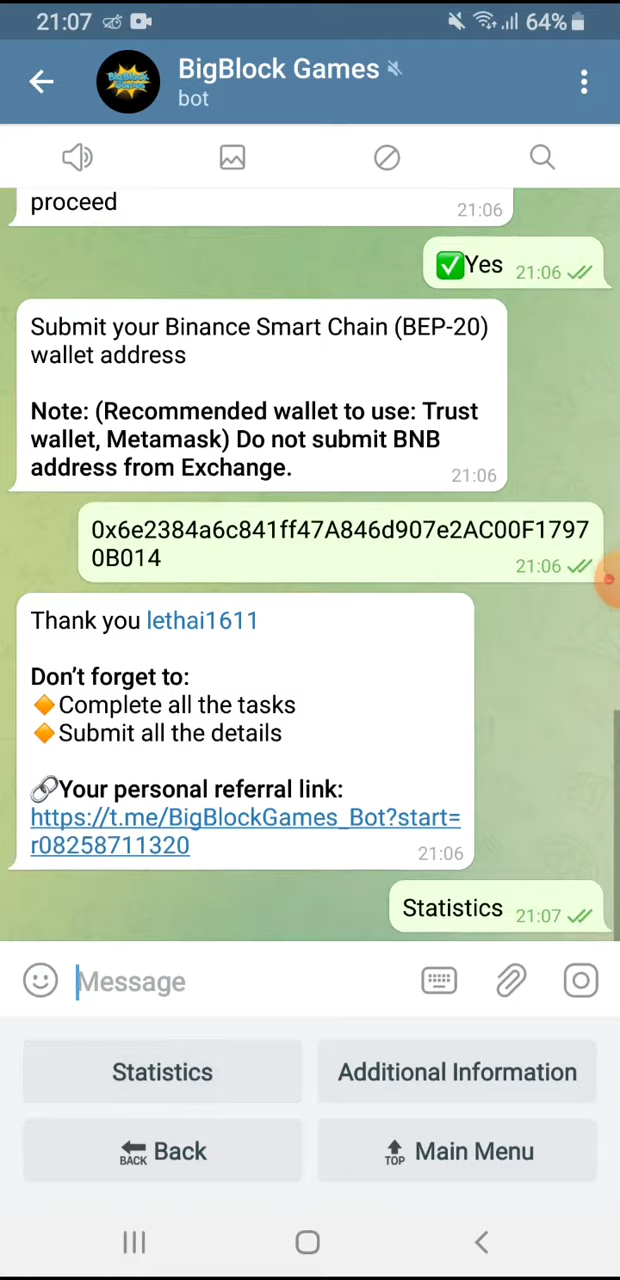 21:07
64%
BigBlock Games
BigBlock Games
bot
proceed
21:06
✅Yes 21:06
Submit your Binance Smart Chain (BEP-20)
wallet address
Note: (Recommended wallet to use: Trust
wallet, Metamask) Do not submit BNB
address from Exchange.
21:06
0x6e2384a6c841ff47A846d907e2AC00F1797
0B014
21:06
Thank you lethai1611
Don't forget to:
🔸Complete all the tasks
🔸Submit all the details
🔗Your personal referral link:
https://t.me/BigBlockGames_Bot?start=
r08258711320
21:06
Statistics 21:07
Message
Statistics
Additional Information
BACK Back
TOP Main Menu